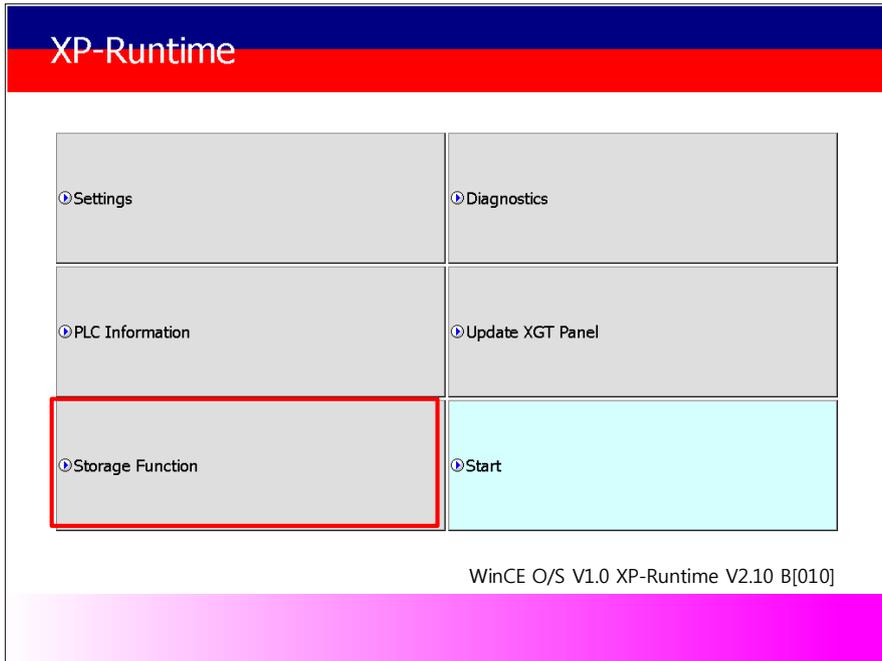 XP-Runtime
Settings
Diagnostics
PLC Information
Update XGT Panel
Storage Function
Start
WinCE O/S V1.0 XP-Runtime V2.10 B[010]